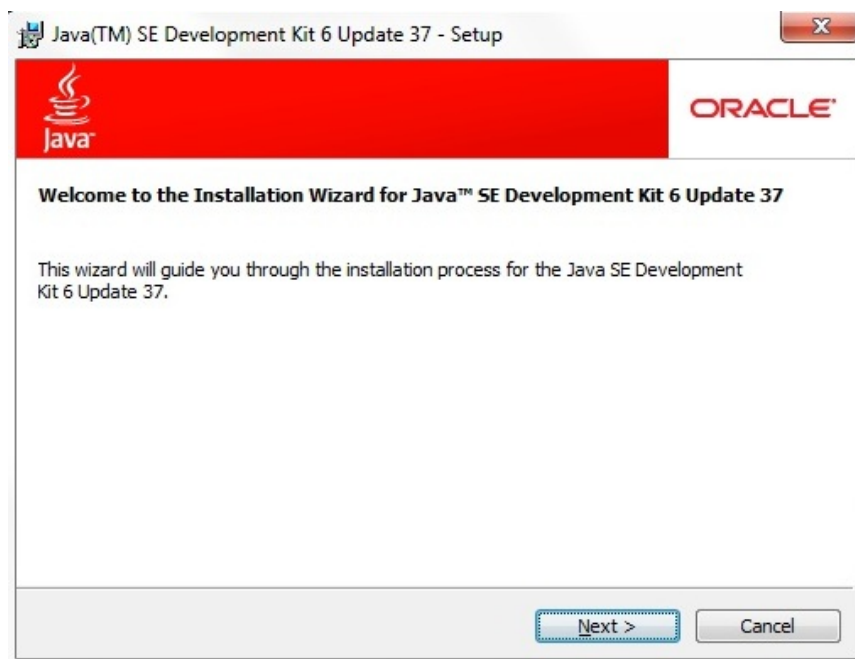 Java(TM) SE Development Kit 6 Update 37 - Setup
Java™
ORACLE®
Welcome to the Installation Wizard for Java™ SE Development Kit 6 Update 37
This wizard will guide you through the installation process for the Java SE Development
Kit 6 Update 37.
Next >
Cancel